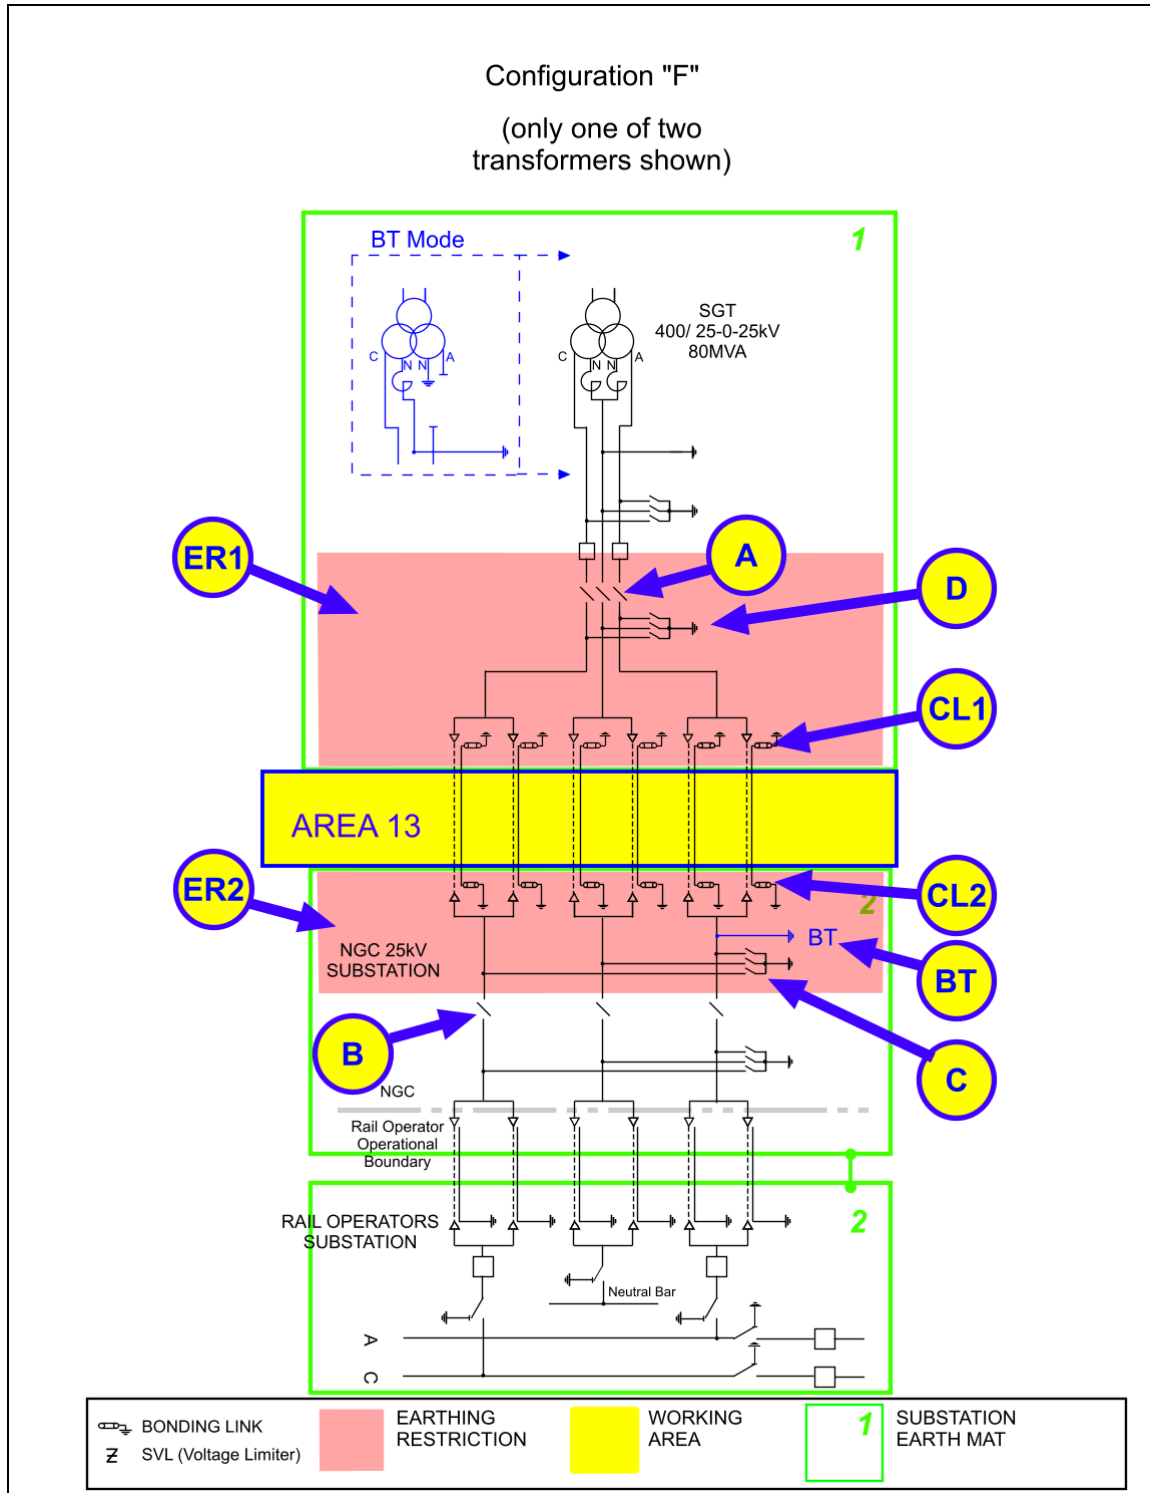 Configuration "F"
(only one of two
transformers shown)
1
BT Mode
SGT
400/ 25-0-25kV
80MVA
C
N
N
A
C
N
N
A
ER1
A
D
CL1
AREA 13
ER2
CL2
2
BT
NGC 25kV
SUBSTATION
BT
B
C
NGC
Rail Operator
Operational
Boundary
RAIL OPERATORS
SUBSTATION
2
Neutral Bar
A
C
BONDING LINK
SVL (Voltage Limiter)
EARTHING
RESTRICTION
WORKING
AREA
1
SUBSTATION
EARTH MAT